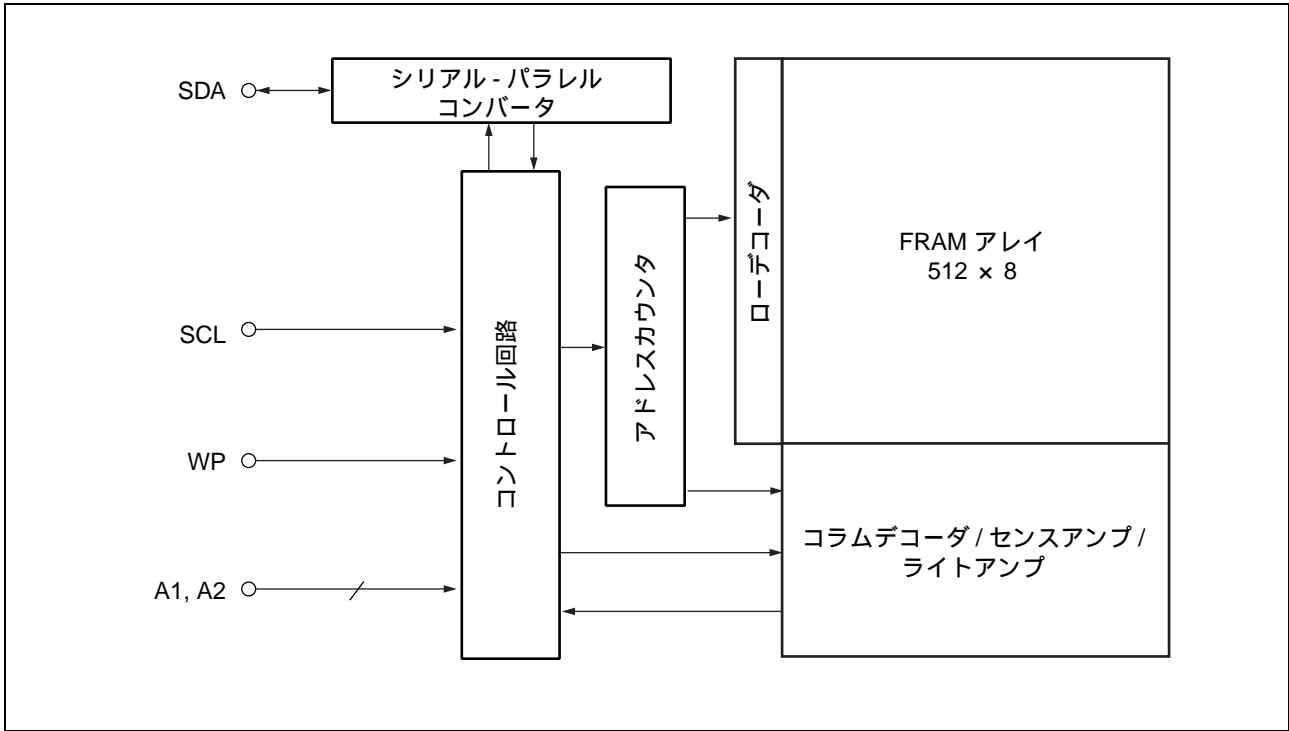 シリアル - パラレル
コンバータ
SDA
SCL
WP
A1, A2
コントロール回路
アドレスカウンタ
ローデコーダ
FRAM アレイ
512 × 8
コラムデコーダ / センスアンプ /
ライトアンプ